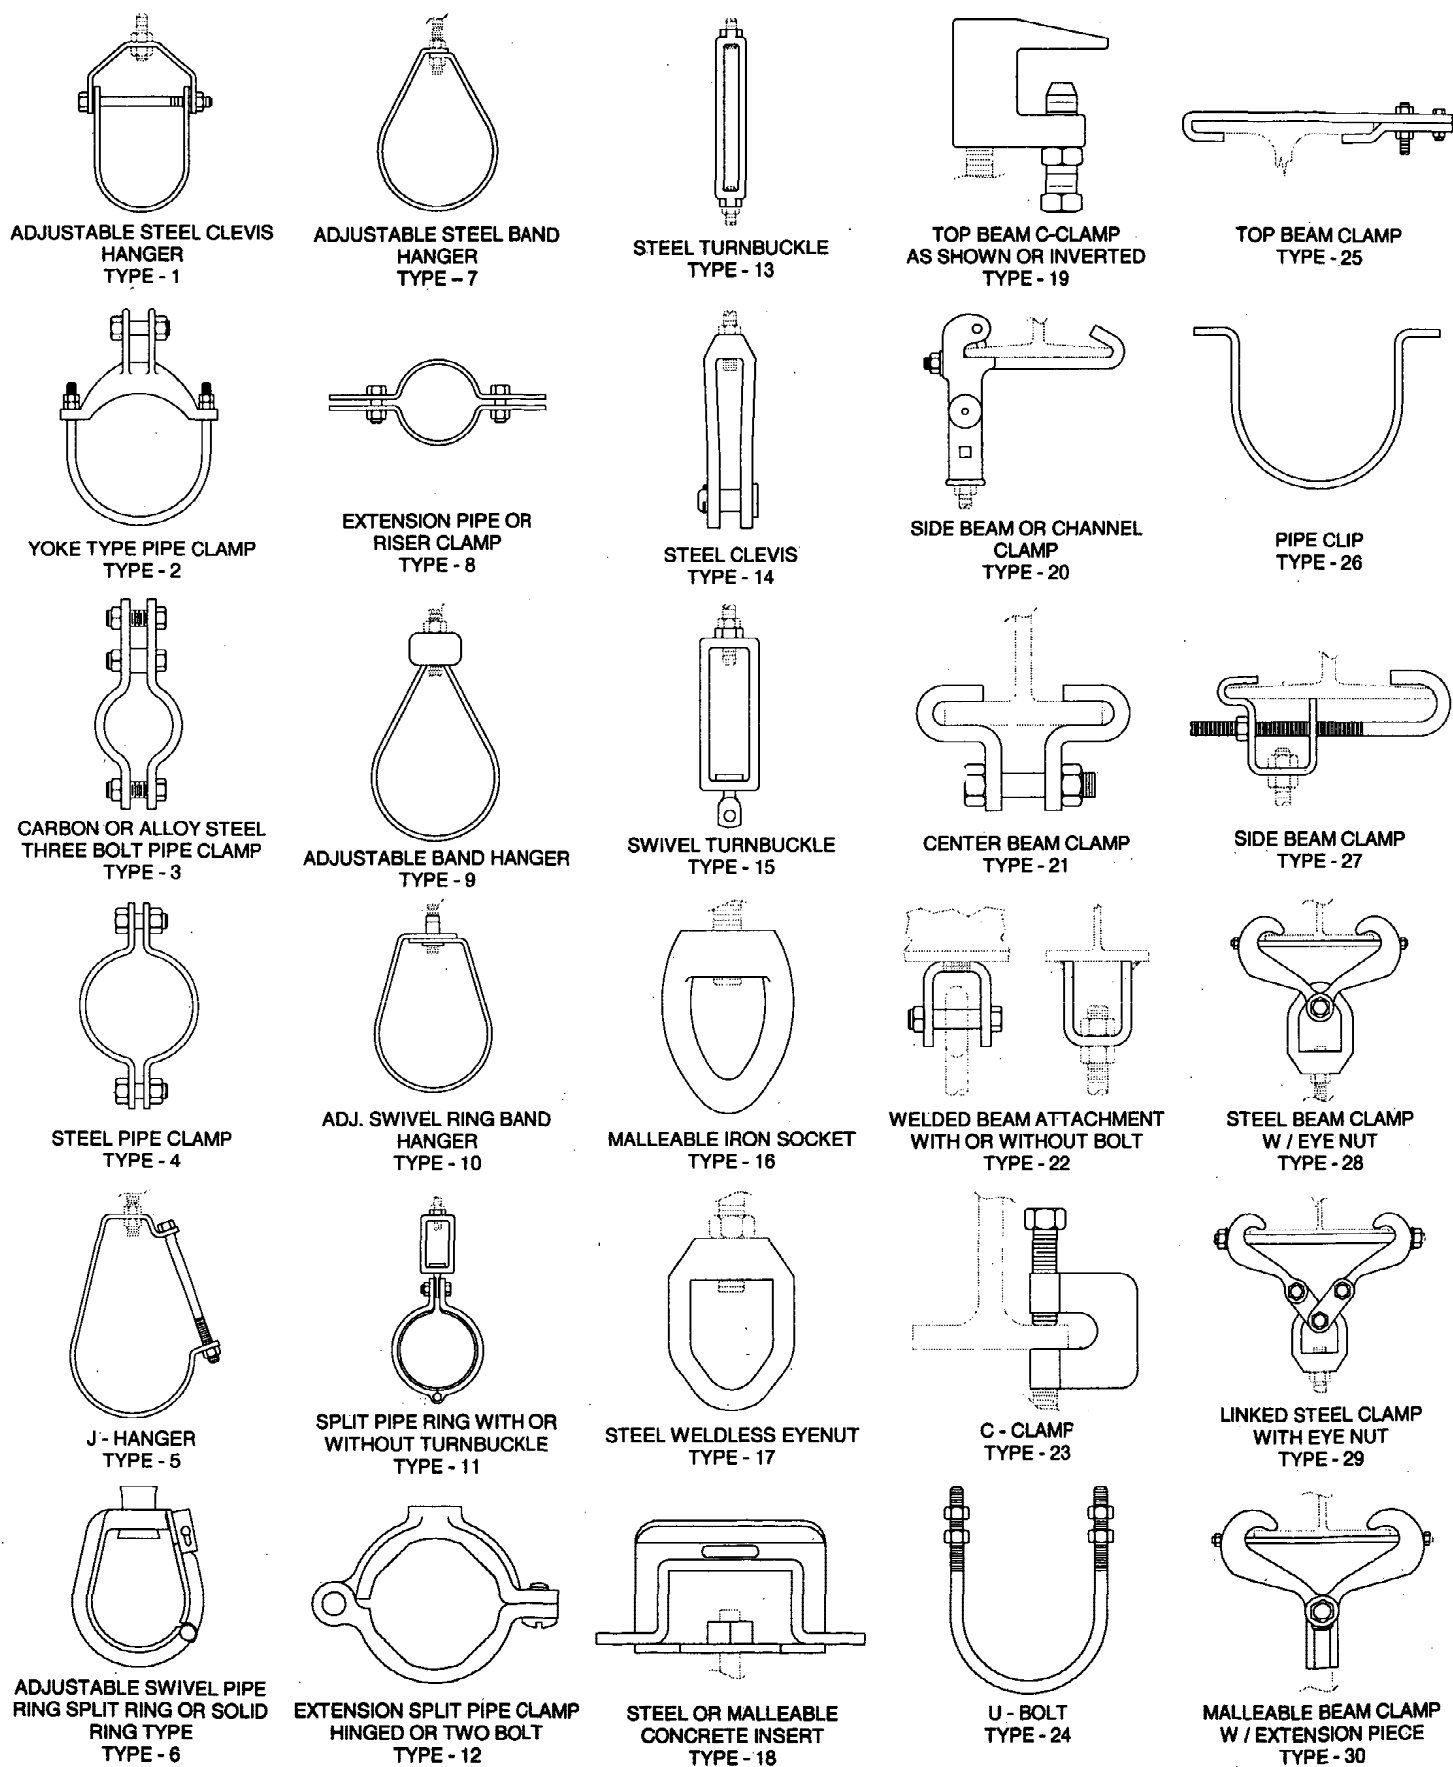 ADJUSTABLE STEEL CLEVIS
HANGER
TYPE - 1
ADJUSTABLE STEEL BAND
HANGER
TYPE - 7
STEEL TURNBUCKLE
TYPE - 13
TOP BEAM C-CLAMP
AS SHOWN OR INVERTED
TYPE - 19
TOP BEAM CLAMP
TYPE - 25
YOKE TYPE PIPE CLAMP
TYPE - 2
EXTENSION PIPE OR
RISER CLAMP
TYPE - 8
STEEL CLEVIS
TYPE - 14
SIDE BEAM OR CHANNEL
CLAMP
TYPE - 20
PIPE CLIP
TYPE - 26
CARBON OR ALLOY STEEL
THREE BOLT PIPE CLAMP
TYPE - 3
ADJUSTABLE BAND HANGER
TYPE - 9
SWIVEL TURNBUCKLE
TYPE - 15
CENTER BEAM CLAMP
TYPE - 21
SIDE BEAM CLAMP
TYPE - 27
STEEL PIPE CLAMP
TYPE - 4
ADJ. SWIVEL RING BAND
HANGER
TYPE - 10
MALLEABLE IRON SOCKET
TYPE - 16
WELDED BEAM ATTACHMENT
WITH OR WITHOUT BOLT
TYPE - 22
STEEL BEAM CLAMP
W / EYE NUT
TYPE - 28
J - HANGER
TYPE - 5
SPLIT PIPE RING WITH OR
WITHOUT TURNBUCKLE
TYPE - 11
STEEL WELDLESS EYENUT
TYPE - 17
C - CLAMP
TYPE - 23
LINKED STEEL CLAMP
WITH EYE NUT
TYPE - 29
ADJUSTABLE SWIVEL PIPE
RING SPLIT RING OR SOLID
RING TYPE
TYPE - 6
EXTENSION SPLIT PIPE CLAMP
HINGED OR TWO BOLT
TYPE - 12
STEEL OR MALLEABLE
CONCRETE INSERT
TYPE - 18
U - BOLT
TYPE - 24
MALLEABLE BEAM CLAMP
W / EXTENSION PIECE
TYPE - 30